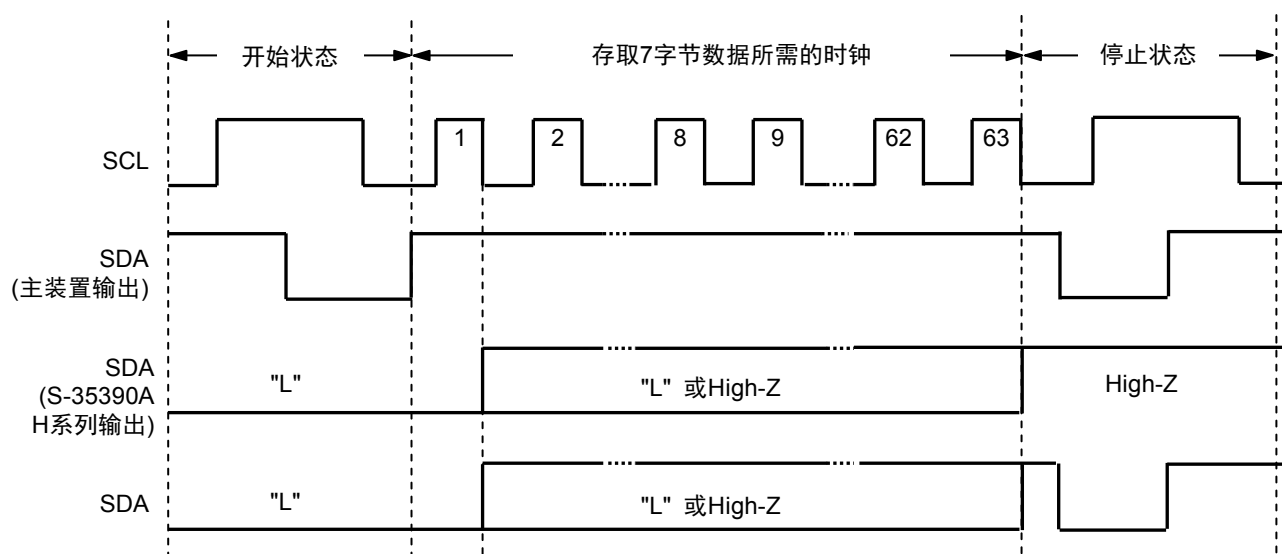 开始状态
存取7字节数据所需的时钟
停止状态
SCL
1
2
8
9
62
63
SDA
(主装置输出)
SDA
(S-35390A
H系列输出)
"L"
"L" 或High-Z
High-Z
SDA
"L"
"L" 或High-Z